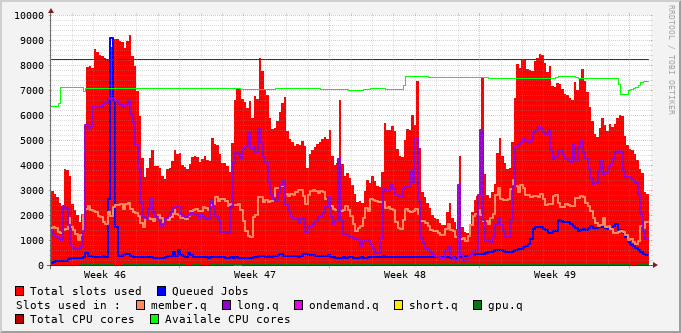 10000
9000
8000
7000
6000
5000
4000
3000
2000
1000
0
Week 46 Week 47 Week 48 Week 49
RRDTOOL / TOBI OETIKER
Total slots used Queued Jobs
Slots used in : member.q long.q ondemand.q short.q gpu.q
Total CPU cores Availale CPU cores